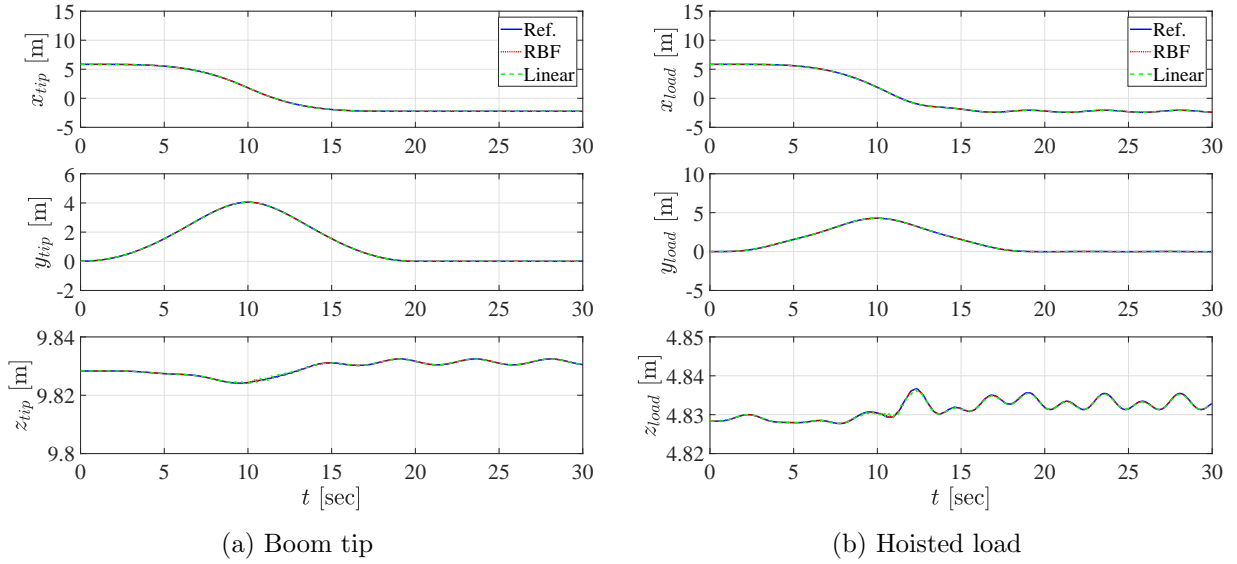 15
10
5
0
-5
x_tip [m]
Ref.
RBF
Linear
0 5 10 15 20 25 30
6
4
2
0
-2
y_tip [m]
0 5 10 15 20 25 30
9.84
9.82
9.8
z_tip [m]
0 5 10 15 20 25 30
t [sec]
(a) Boom tip
15
10
5
0
-5
x_load [m]
Ref.
RBF
Linear
0 5 10 15 20 25 30
10
5
0
-5
y_load [m]
0 5 10 15 20 25 30
4.85
4.84
4.83
4.82
z_load [m]
0 5 10 15 20 25 30
t [sec]
(b) Hoisted load